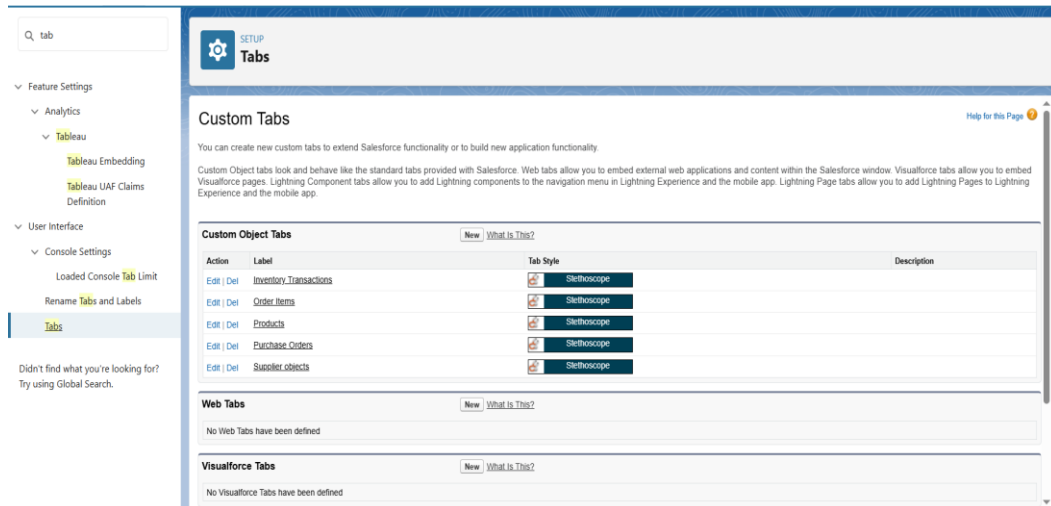 tab
Feature Settings
Analytics
Tableau
Tableau Embedding
Tableau UAF Claims
Definition
User Interface
Console Settings
Loaded Console Tab Limit
Rename Tabs and Labels
Tabs
Didn't find what you're looking for?
Try using Global Search.
SETUP
Tabs
Custom Tabs
Help for this Page ?
You can create new custom tabs to extend Salesforce functionality or to build new application functionality.
Custom Object tabs look and behave like the standard tabs provided with Salesforce. Web tabs allow you to embed external web applications and content within the Salesforce window. Visualforce tabs allow you to embed
Visualforce pages. Lightning Component tabs allow you to add Lightning components to the navigation menu in Lightning Experience and the mobile app. Lightning Page tabs allow you to add Lightning Pages to Lightning
Experience and the mobile app.
Custom Object Tabs New What Is This?
Action Label Tab Style Description
Edit | Del Inventory Transactions Stethoscope
Edit | Del Order Items Stethoscope
Edit | Del Products Stethoscope
Edit | Del Purchase Orders Stethoscope
Edit | Del Supplier objects Stethoscope
Web Tabs New What Is This?
No Web Tabs have been defined
Visualforce Tabs New What Is This?
No Visualforce Tabs have been defined